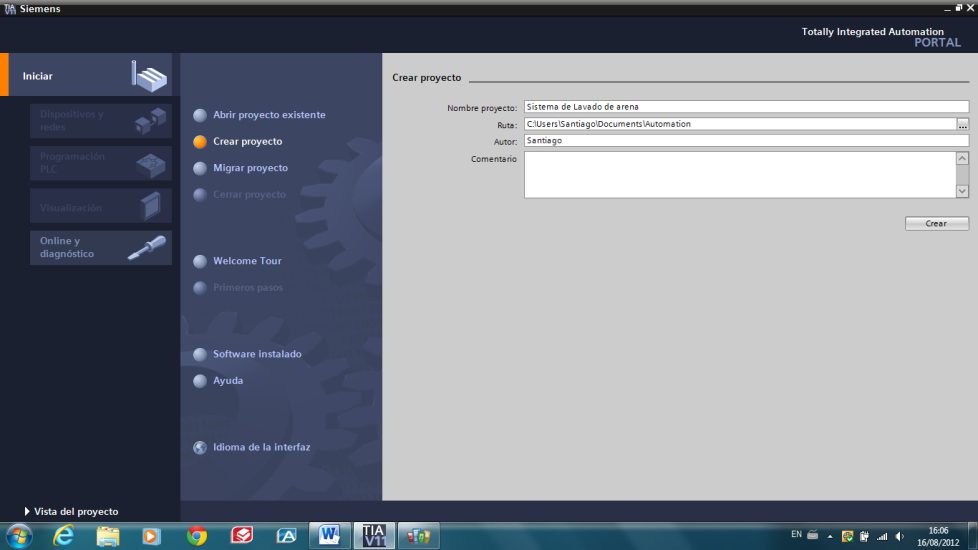 Siemens
Totally Integrated Automation
PORTAL
Iniciar
Dispositivos y
redes
Programación
PLC
Visualización
Online y
diagnóstico
Abrir proyecto existente
Crear proyecto
Migrar proyecto
Cerrar proyecto
Welcome Tour
Primeros pasos
Software instalado
Ayuda
Idioma de la interfaz
Crear proyecto
Nombre proyecto: Sistema de Lavado de arena
Ruta: C:\Users\Santiago\Documents\Automation
...
Autor: Santiago
Comentario
Crear
Vista del proyecto
TIA
V11
EN
16:06
16/08/2012